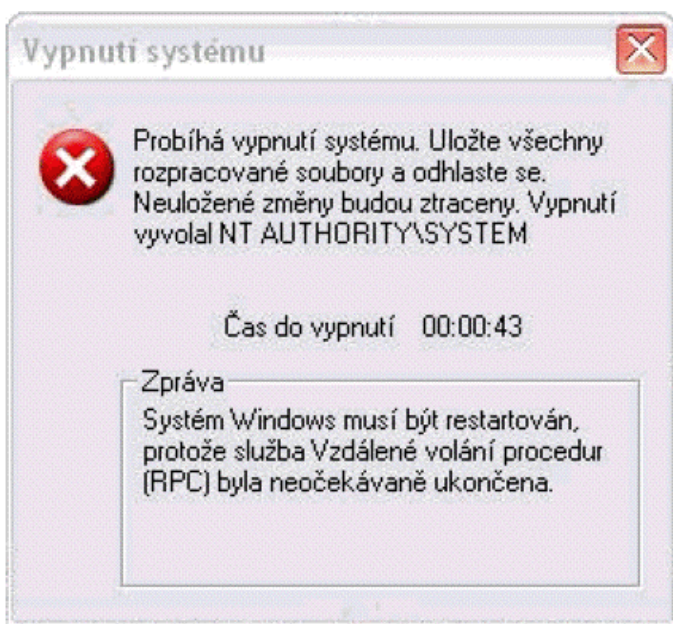 Vypnutí systému
Probíhá vypnutí systému. Uložte všechny
rozpracované soubory a odhlaste se.
Neuložené změny budou ztraceny. Vypnutí
vyvolal NT AUTHORITY\SYSTEM
Čas do vypnutí 00:00:43
Zpráva
Systém Windows musí být restartován,
protože služba Vzdálené volání procedur
(RPC) byla neočekávaně ukončena.